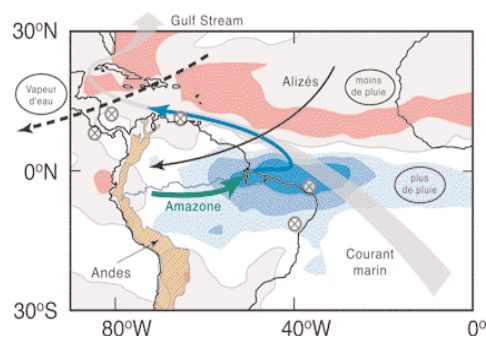 30°N
Gulf Stream
Vapeur
d'eau
Alizés
moins
de pluie
0°N
Amazone
plus
de pluie
Andes
Courant
marin
30°S
80°W
40°W
0°